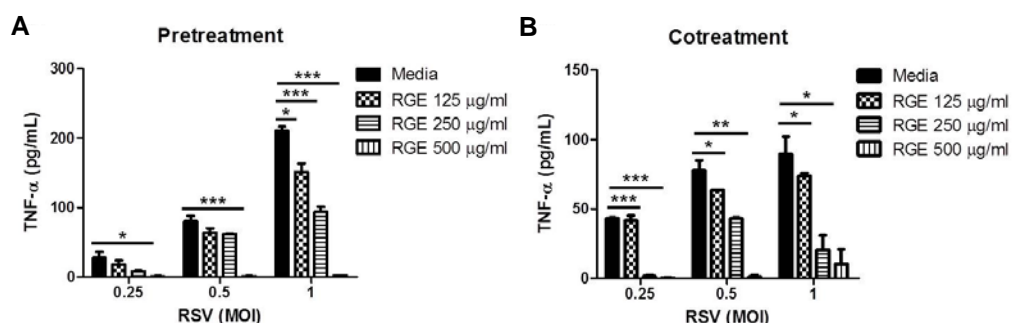 A
Pretreatment
TNF-α (pg/mL)
300
200
100
0
*
***
***
***
*
0.25
0.5
1
RSV (MOI)
Media
RGE 125 μg/ml
RGE 250 μg/ml
RGE 500 μg/ml
B
Cotreatment
TNF-α (pg/mL)
150
100
50
0
***
***
**
*
*
*
0.25
0.5
1
RSV (MOI)
Media
RGE 125 μg/ml
RGE 250 μg/ml
RGE 500 μg/ml